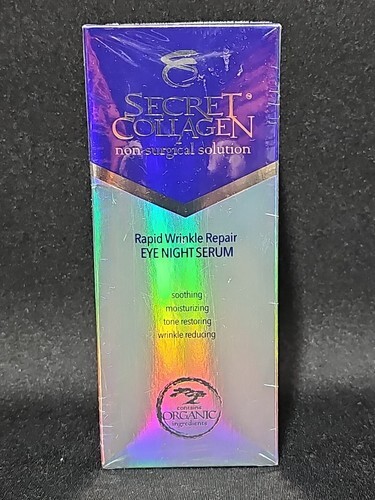 SECRET®
COLLAGEN
non-surgical solution
Rapid Wrinkle Repair
EYE NIGHT SERUM
soothing
moisturizing
tone restoring
wrinkle reducing
contains
ORGANIC
ingredients